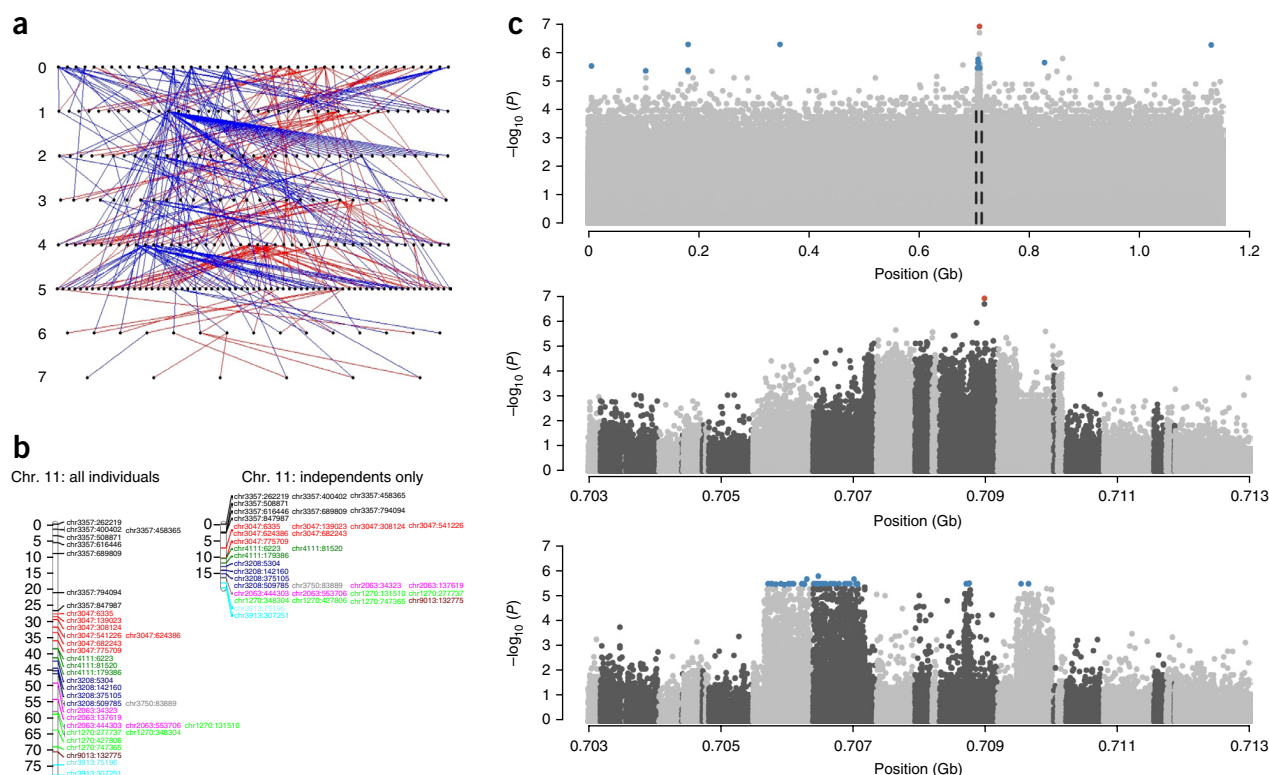 a
0
1
2
3
4
5
6
7
b
Chr. 11: all individuals
0
5
10
15
20
25
30
35
40
45
50
55
60
65
70
75
chr3357:262219
chr3357:400402 chr3357:458365
chr3357:508871
chr3357:616446
chr3357:689809
chr3357:794094
chr3357:847987
chr3047:6335
chr3047:139023
chr3047:308124
chr3047:541226 chr3047:624386
chr3047:682243
chr3047:775709
chr4111:6223
chr4111:81520
chr4111:179386
chr3208:5304
chr3208:142160
chr3208:375105
chr3208:509785 chr3750:83889
chr2063:34323
chr2063:137619
chr2063:444303 chr2063:553706 chr1270:131510
chr1270:277737 chr1270:348304
chr1270:427806
chr1270:747365
chr9013:132775
chr3913:75196
chr3913:307251
Chr. 11: independents only
0
5
10
15
chr3357:262219 chr3357:400402 chr3357:458365
chr3357:508871
chr3357:616446 chr3357:689809 chr3357:794094
chr3357:847987
chr3047:6335 chr3047:139023 chr3047:308124 chr3047:541226
chr3047:624386 chr3047:682243
chr3047:775709
chr4111:6223 chr4111:81520
chr4111:179386
chr3208:5304
chr3208:142160
chr3208:375105
chr3208:509785 chr3750:83889 chr2063:34323 chr2063:137619
chr2063:444303 chr2063:553706 chr1270:131510 chr1270:277737
chr1270:348304 chr1270:427806 chr1270:747365 chr9013:132775
chr3913:75196
chr3913:307251
c
7
6
5
4
3
2
1
0
–log10 (P)
0 0.2 0.4 0.6 0.8 1.0 1.2
Position (Gb)
7
6
5
4
3
2
1
0
–log10 (P)
0.703 0.705 0.707 0.709 0.711 0.713
Position (Gb)
7
6
5
4
3
2
1
0
–log10 (P)
0.703 0.705 0.707 0.709 0.711 0.713
Position (Gb)